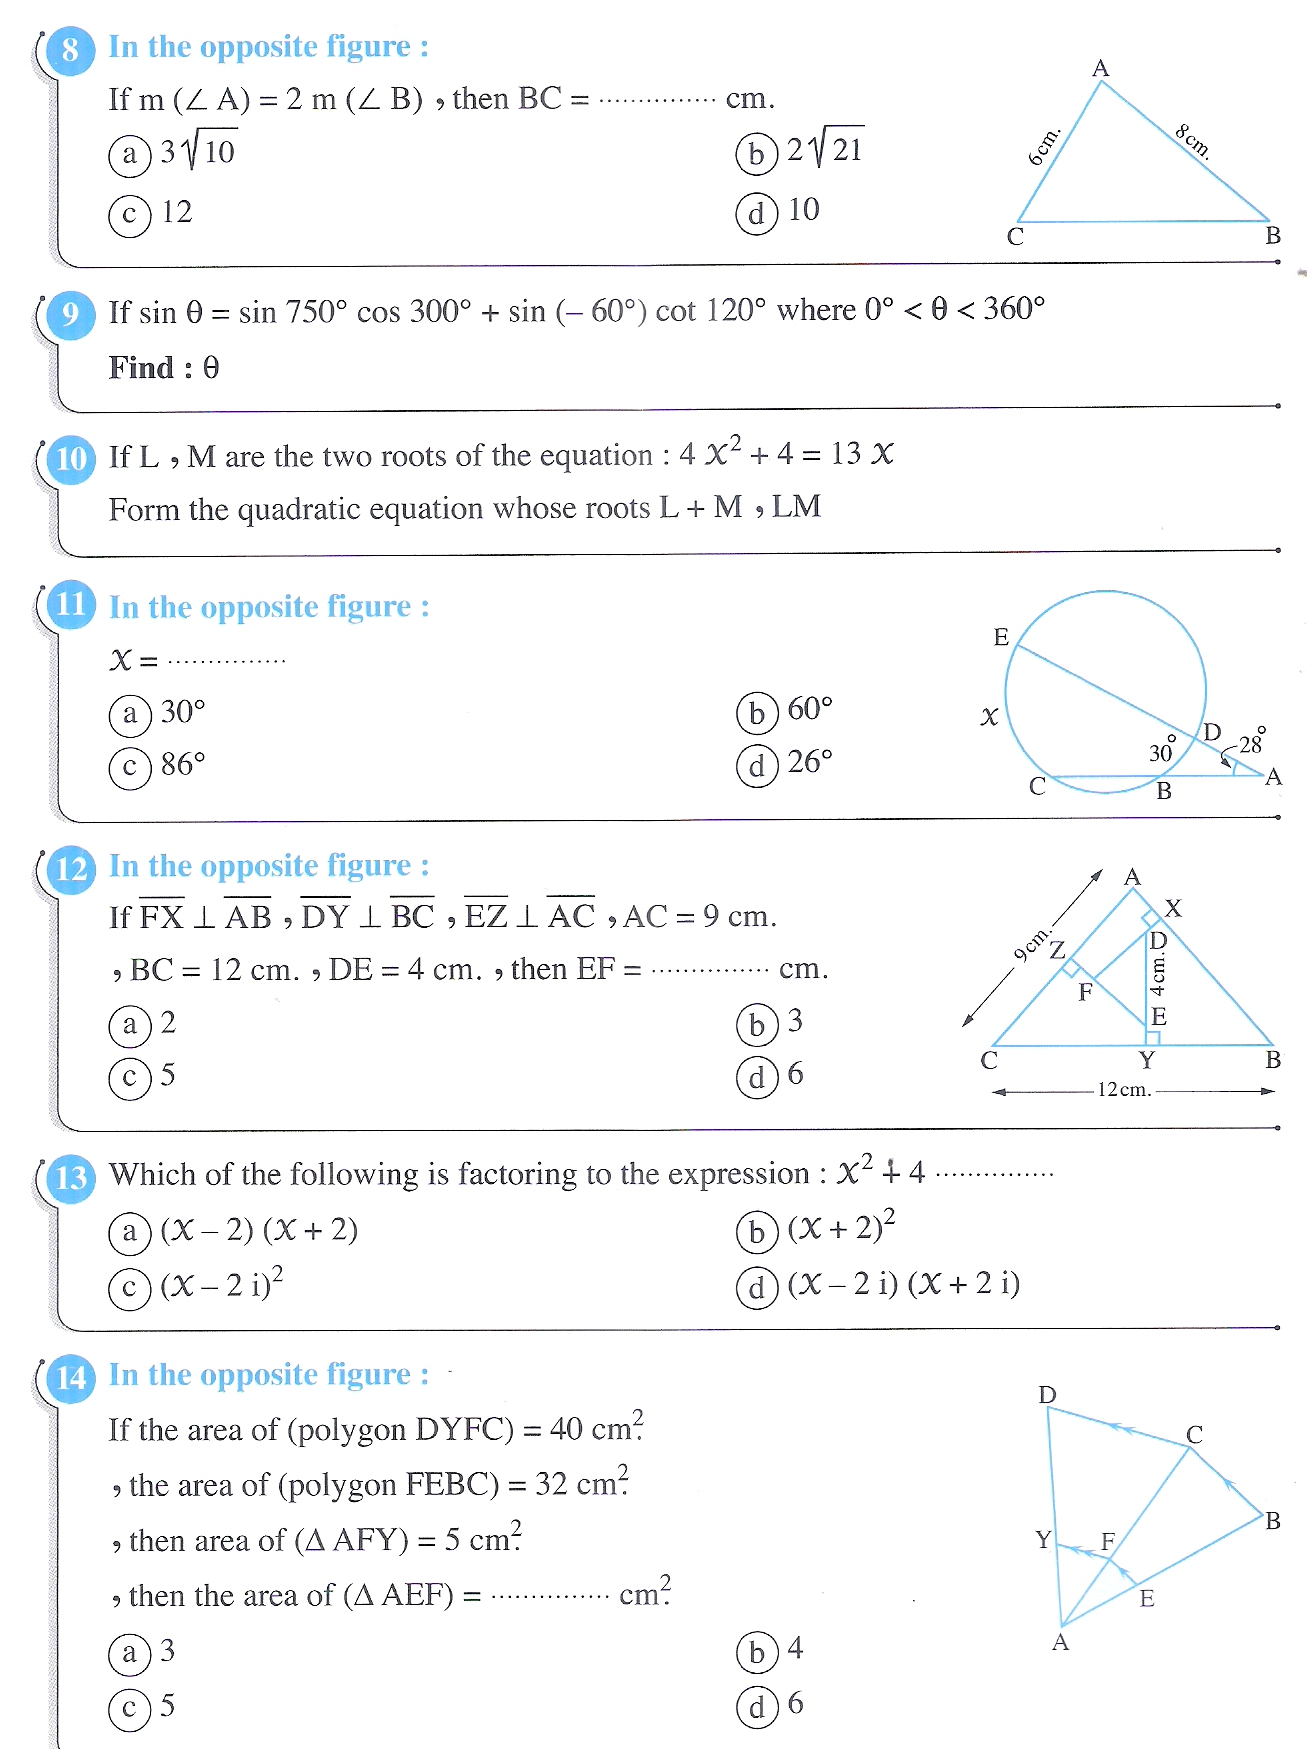 8 In the opposite figure :
If m (∠ A) = 2 m (∠ B) , then BC = ............... cm.
a 3√10
b 2√21
c 12
d 10
A
6cm.
8cm.
C
B
9 If sin θ = sin 750° cos 300° + sin (– 60°) cot 120° where 0° < θ < 360°
Find : θ
10 If L , M are the two roots of the equation : 4 x² + 4 = 13 x
Form the quadratic equation whose roots L + M , LM
11 In the opposite figure :
x = ...............
a 30°
b 60°
c 86°
d 26°
E
x
D
30°
28°
C
B
A
12 In the opposite figure :
If F̅X̅ ⊥ A̅B̅ , D̅Y̅ ⊥ B̅C̅ , E̅Z̅ ⊥ A̅C̅ , AC = 9 cm.
, BC = 12 cm. , DE = 4 cm. , then EF = ............... cm.
a 2
b 3
c 5
d 6
A
X
9cm.
Z
D
F
4cm.
E
C
Y
B
12cm.
13 Which of the following is factoring to the expression : x² + 4 ...............
a (x – 2) (x + 2)
b (x + 2)²
c (x – 2 i)²
d (x – 2 i) (x + 2 i)
14 In the opposite figure :
If the area of (polygon DYFC) = 40 cm².
, the area of (polygon FEBC) = 32 cm².
, then area of (Δ AFY) = 5 cm².
, then the area of (Δ AEF) = ............... cm².
a 3
b 4
c 5
d 6
D
C
B
Y
F
E
A